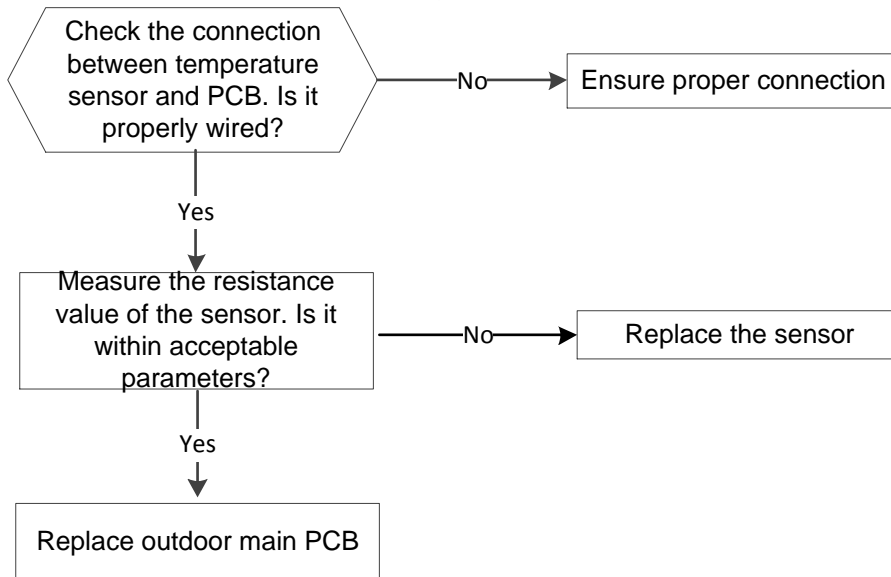 Check the connection
between temperature
sensor and PCB. Is it
properly wired?
No
Ensure proper connection
Yes
Measure the resistance
value of the sensor. Is it
within acceptable
parameters?
No
Replace the sensor
Yes
Replace outdoor main PCB